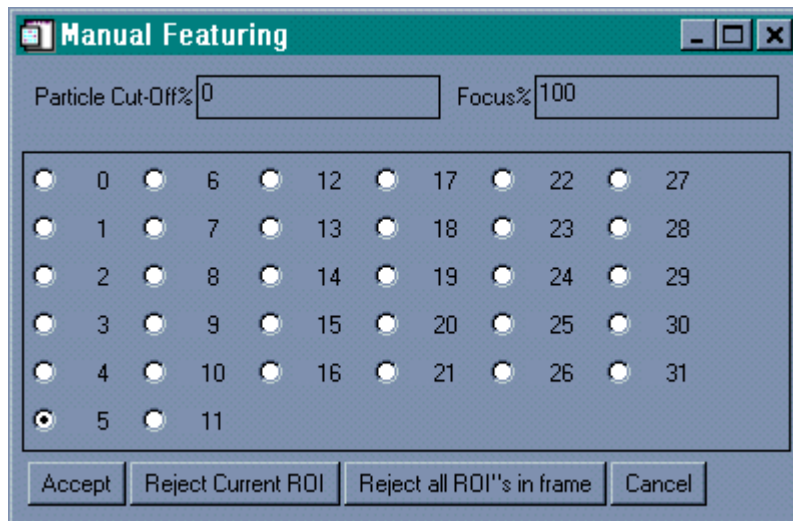 Manual Featuring
Particle Cut-Off% 0 Focus% 100
0 6 12 17 22 27
1 7 13 18 23 28
2 8 14 19 24 29
3 9 15 20 25 30
4 10 16 21 26 31
5 11
Accept Reject Current ROI Reject all ROI"s in frame Cancel